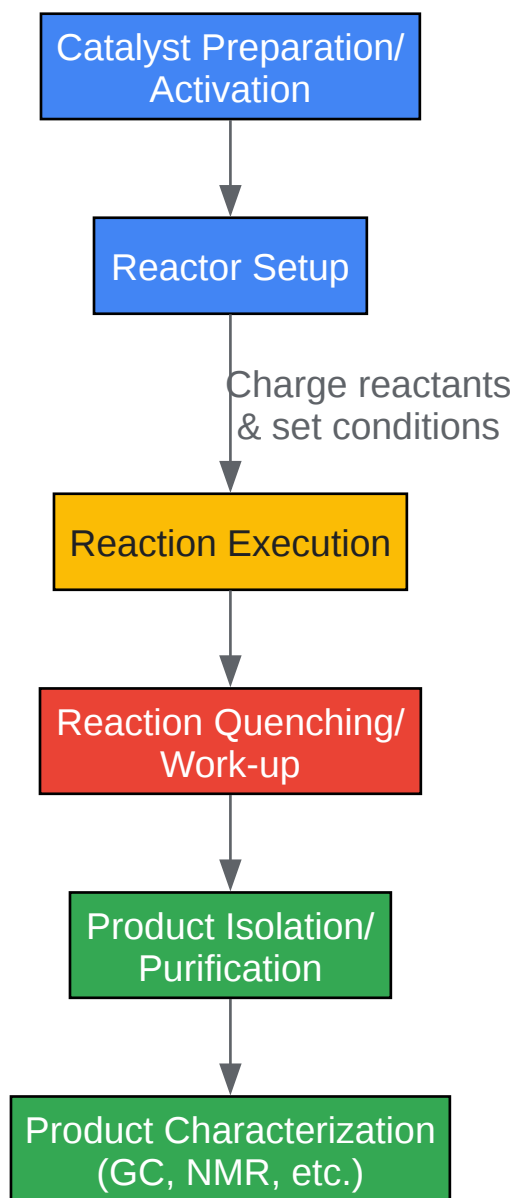 Catalyst Preparation/
Activation
Reactor Setup
Charge reactants
& set conditions
Reaction Execution
Reaction Quenching/
Work-up
Product Isolation/
Purification
Product Characterization
(GC, NMR, etc.)